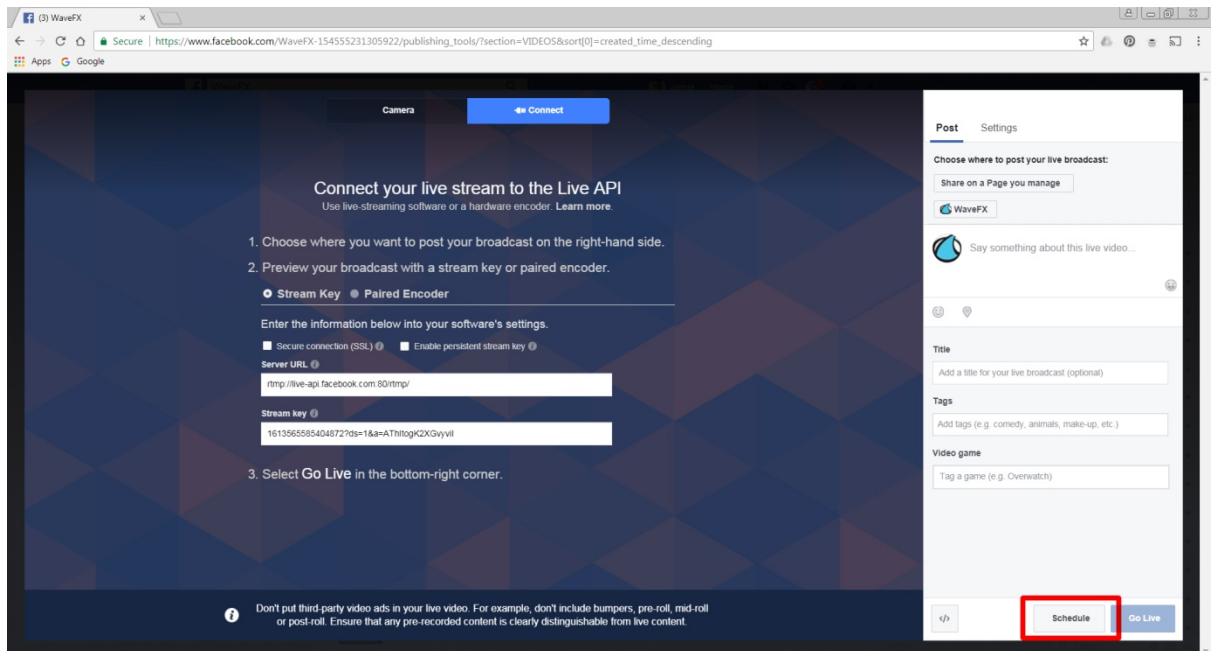 (3) WaveFX
Secure | https://www.facebook.com/WaveFX-154555231305922/publishing_tools/?section=VIDEOS&sort[0]=created_time_descending
Apps Google
Camera
Connect
Connect your live stream to the Live API
Use live-streaming software or a hardware encoder. Learn more.
1. Choose where you want to post your broadcast on the right-hand side.
2. Preview your broadcast with a stream key or paired encoder.
Stream Key Paired Encoder
Enter the information below into your software's settings.
Secure connection (SSL) Enable persistent stream key
Server URL
rtmp://live-api.facebook.com:80/rtmp/
Stream key
1613565585404872?ds=1&a=AThltogK2XGvyvil
3. Select Go Live in the bottom-right corner.
Don't put third-party video ads in your live video. For example, don't include bumpers, pre-roll, mid-roll
or post-roll. Ensure that any pre-recorded content is clearly distinguishable from live content.
Post Settings
Choose where to post your live broadcast:
Share on a Page you manage
WaveFX
Say something about this live video...
Title
Add a title for your live broadcast (optional)
Tags
Add tags (e.g. comedy, animals, make-up, etc.)
Video game
Tag a game (e.g. Overwatch)
</>
Schedule
Go Live